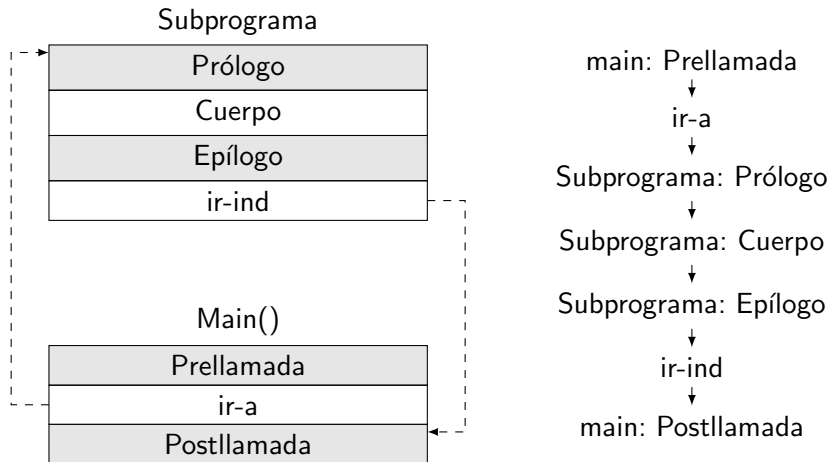 Subprograma
Prólogo
Cuerpo
Epílogo
ir-ind
Main()
Prellamada
ir-a
Postllamada
main: Prellamada
ir-a
Subprograma: Prólogo
Subprograma: Cuerpo
Subprograma: Epílogo
ir-ind
main: Postllamada